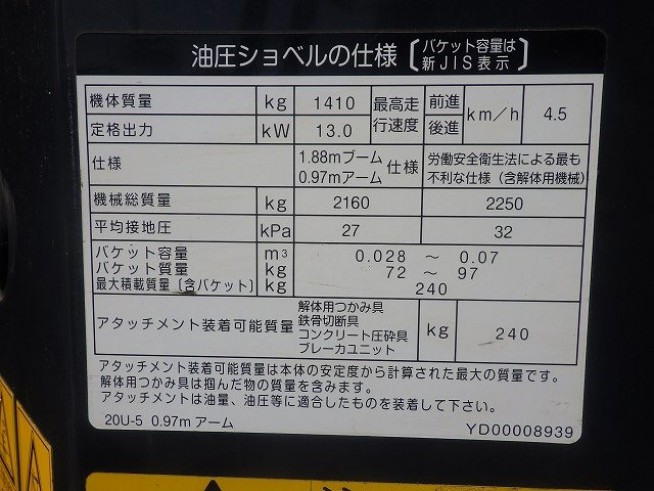 油圧ショベルの仕様〔バケット容量は新JIS表示〕
機体質量 kg 1410 最高走行速度 前進 後進 km/h 4.5
定格出力 kW 13.0
仕様 1.88mブーム 0.97mアーム 仕様 労働安全衛生法による最も不利な仕様（含解体用機械）
機械総質量 kg 2160 2250
平均接地圧 kPa 27 32
バケット容量 m3 0.028 ～ 0.07
バケット質量 kg 72 ～ 97
最大積載質量〔含バケット〕 kg 240
アタッチメント装着可能質量 解体用つかみ具 鉄骨切断具 コンクリート圧砕具 ブレーカユニット kg 240
アタッチメント装着可能質量は本体の安定度から計算された最大の質量です。
解体用つかみ具は掴んだ物の質量を含みます。
アタッチメントは油量、油圧等に適合したものを装着して下さい。
20U-5 0.97m アーム YD00008939